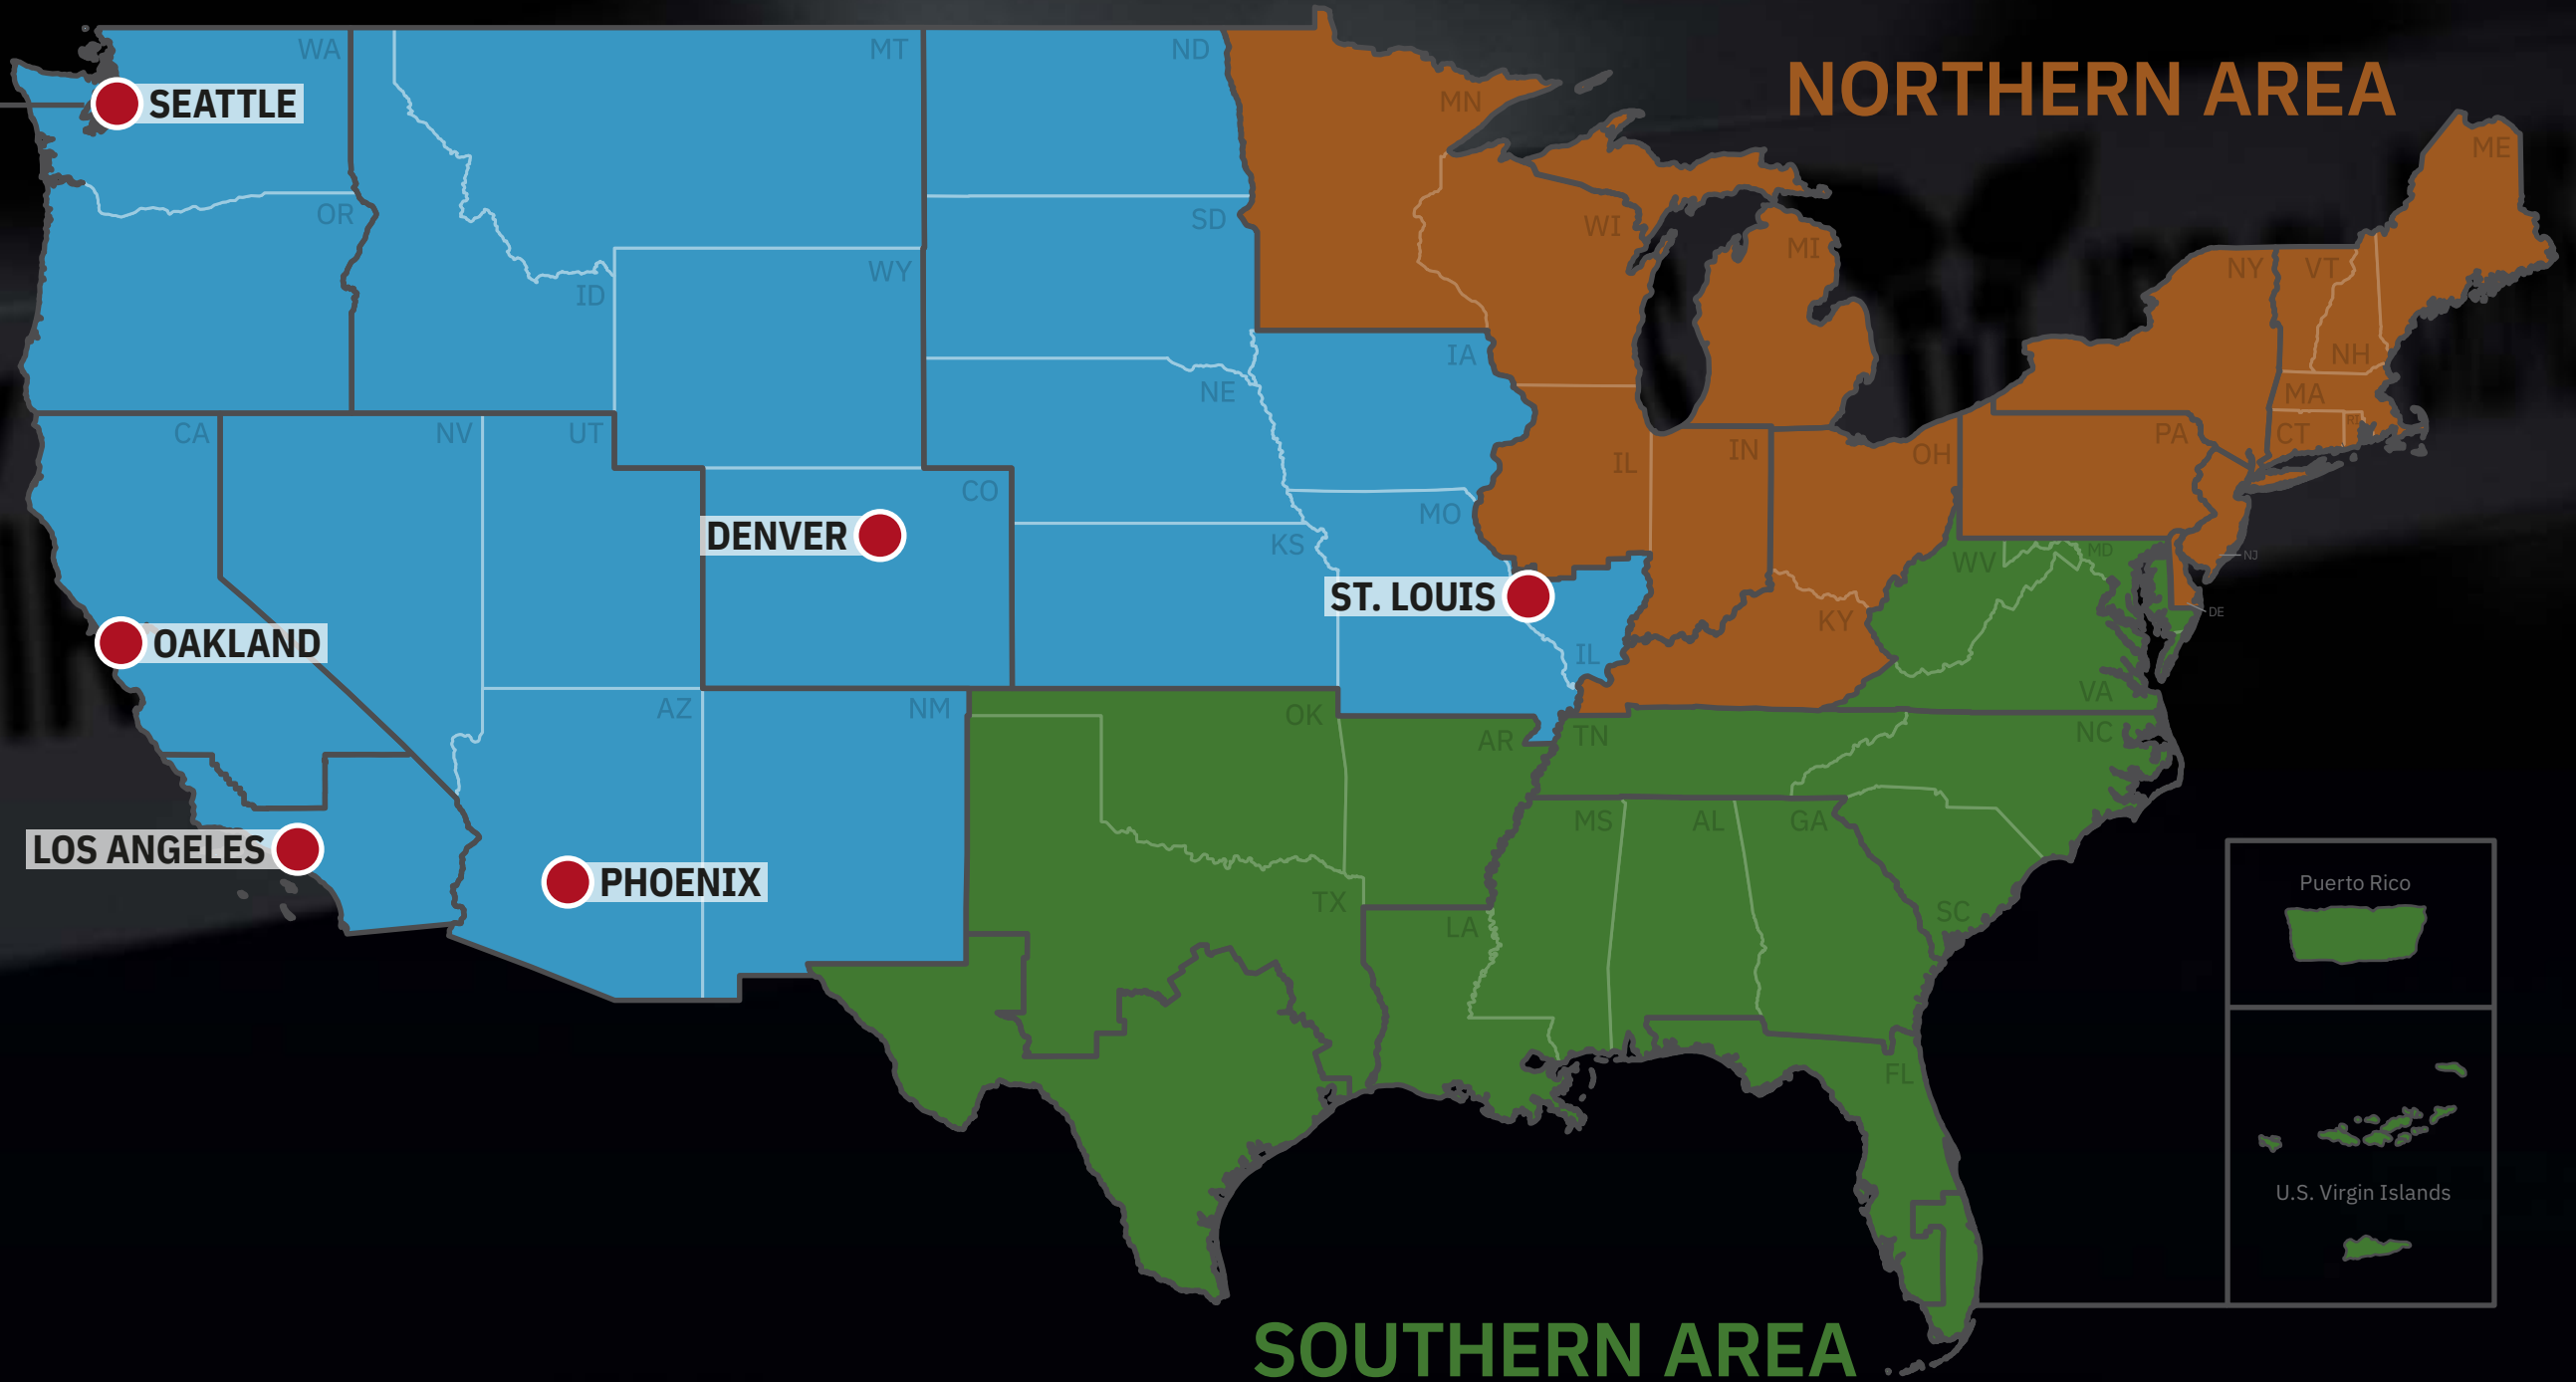 NORTHERN AREA
WA
MT
ND
MN
ME
SEATTLE
OR
SD
WI
MI
NY
VT
WY
ID
IA
NH
NE
MA
CA
NV
UT
IL
IN
OH
PA
CT
RI
CO
MO
DENVER
KS
WV
MD
NJ
ST. LOUIS
KY
DE
OAKLAND
IL
VA
AZ
NM
OK
AR
TN
NC
LOS ANGELES
MS
AL
GA
PHOENIX
TX
LA
SC
Puerto Rico
FL
U.S. Virgin Islands
SOUTHERN AREA